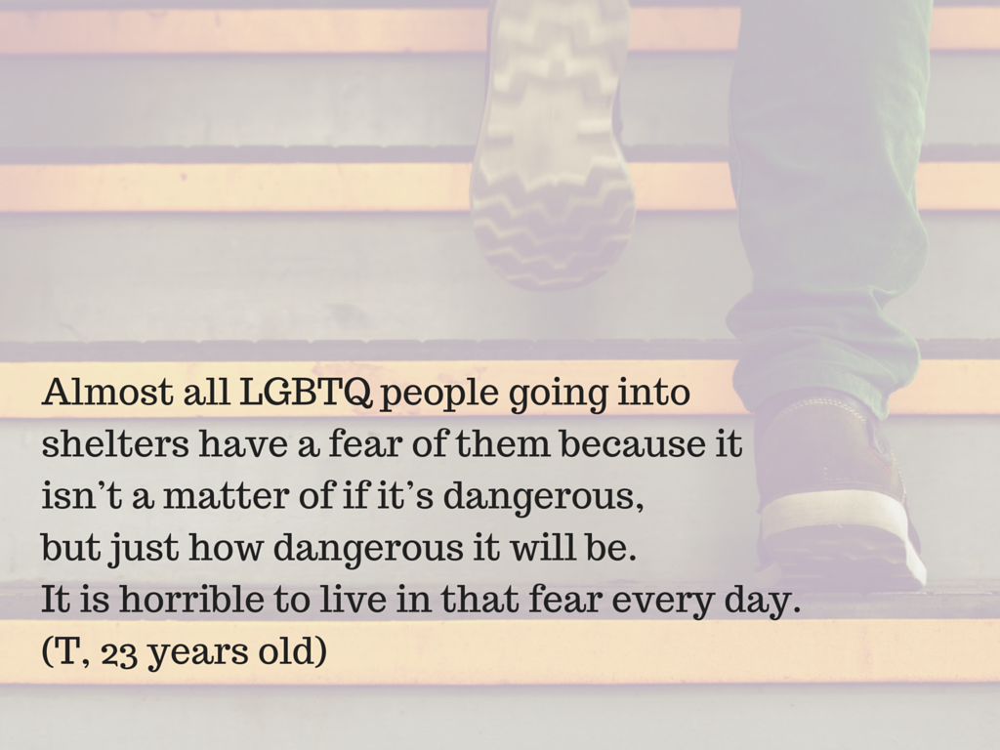 Almost all LGBTQ people going into
shelters have a fear of them because it
isn’t a matter of if it’s dangerous,
but just how dangerous it will be.
It is horrible to live in that fear every day.
(T, 23 years old)